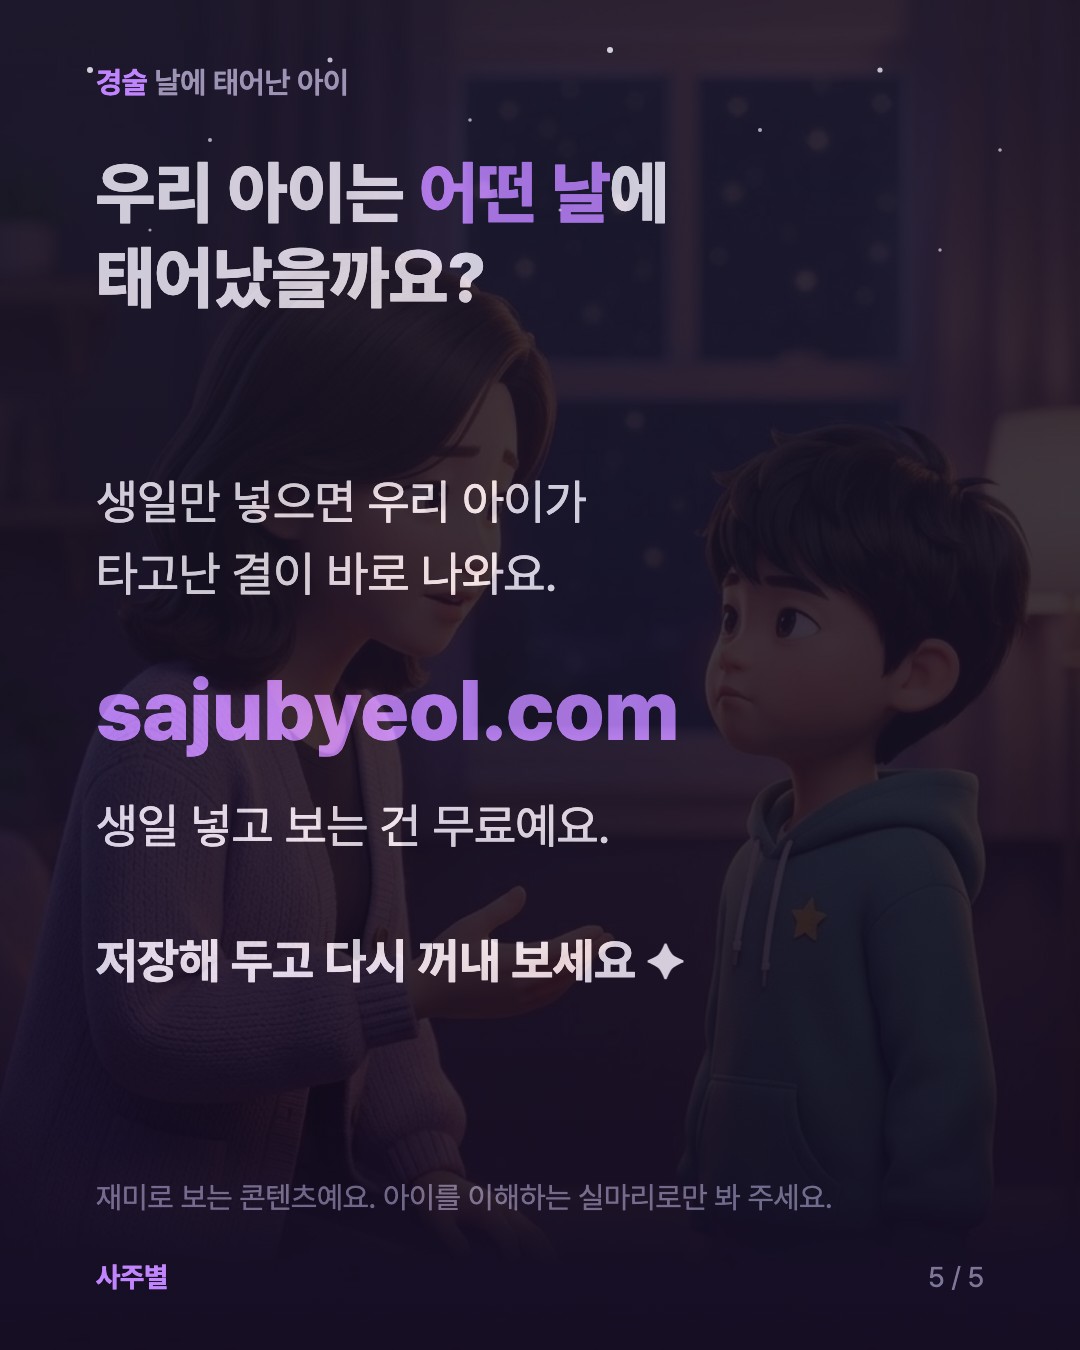 경술 날에 태어난 아이
우리 아이는 어떤 날에
태어났을까요?
생일만 넣으면 우리 아이가
타고난 결이 바로 나와요.
sajubyeol.com
생일 넣고 보는 건 무료예요.
저장해 두고 다시 꺼내 보세요 ✦
재미로 보는 콘텐츠예요. 아이를 이해하는 실마리로만 봐 주세요.
사주별
5 / 5